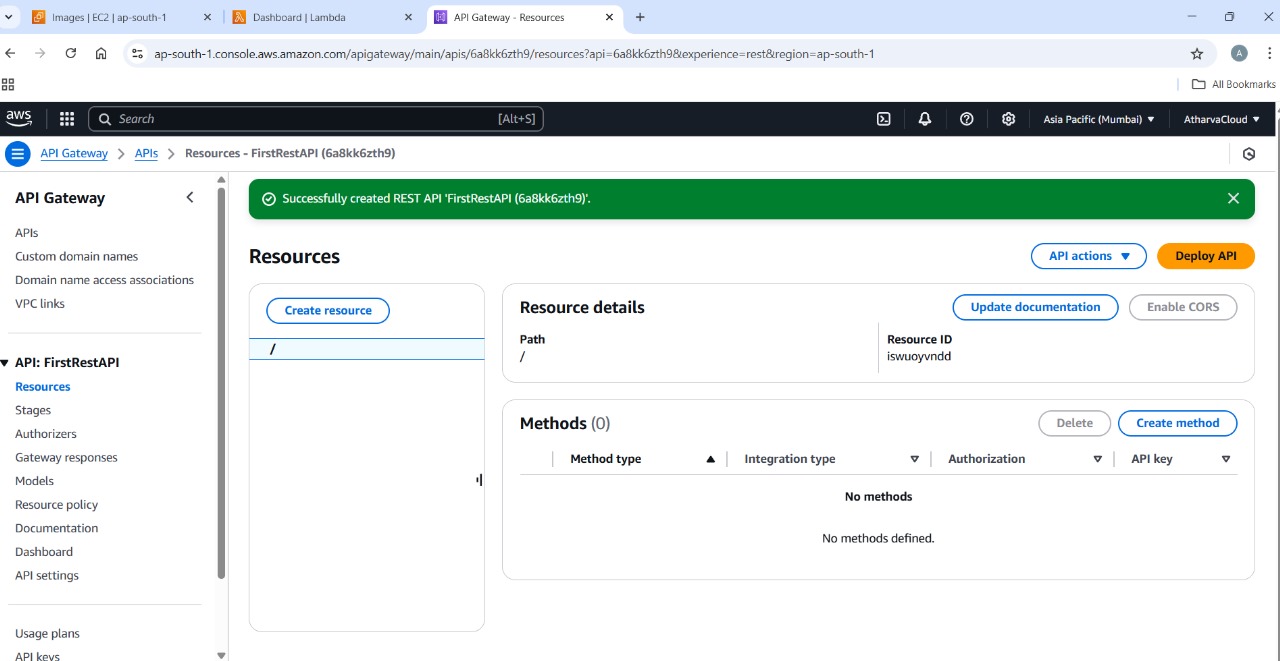 Images | EC2 | ap-south-1
Dashboard | Lambda
API Gateway - Resources
ap-south-1.console.aws.amazon.com/apigateway/main/apis/6a8kk6zth9/resources?api=6a8kk6zth9&experience=rest&region=ap-south-1
A
All Bookmarks
aws
Search
[Alt+S]
Asia Pacific (Mumbai)
AtharvaCloud
API Gateway
APIs
Resources - FirstRestAPI (6a8kk6zth9)
API Gateway
APIs
Custom domain names
Domain name access associations
VPC links
API: FirstRestAPI
Resources
Stages
Authorizers
Gateway responses
Models
Resource policy
Documentation
Dashboard
API settings
Usage plans
API keys
Successfully created REST API 'FirstRestAPI (6a8kk6zth9)'.
Resources
API actions
Deploy API
Create resource
/
Resource details
Update documentation
Enable CORS
Path
/
Resource ID
iswuoyvndd
Methods (0)
Delete
Create method
Method type
Integration type
Authorization
API key
No methods
No methods defined.